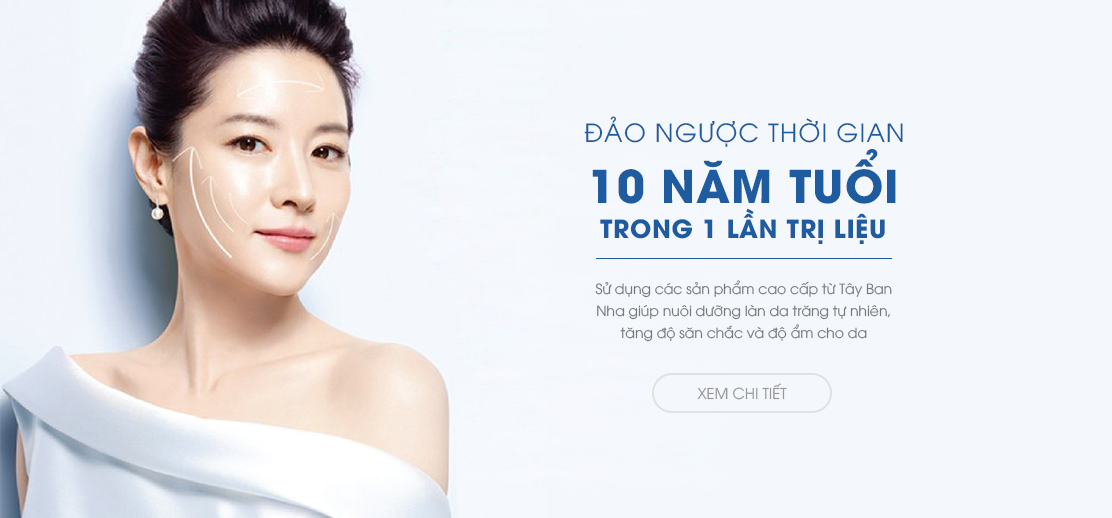 ĐẢO NGƯỢC THỜI GIAN
10 NĂM TUỔI
TRONG 1 LẦN TRỊ LIỆU
Sử dụng các sản phẩm cao cấp từ Tây Ban
Nha giúp nuôi dưỡng làn da trăng tự nhiên,
tăng độ săn chắc và độ ẩm cho da
XEM CHI TIẾT